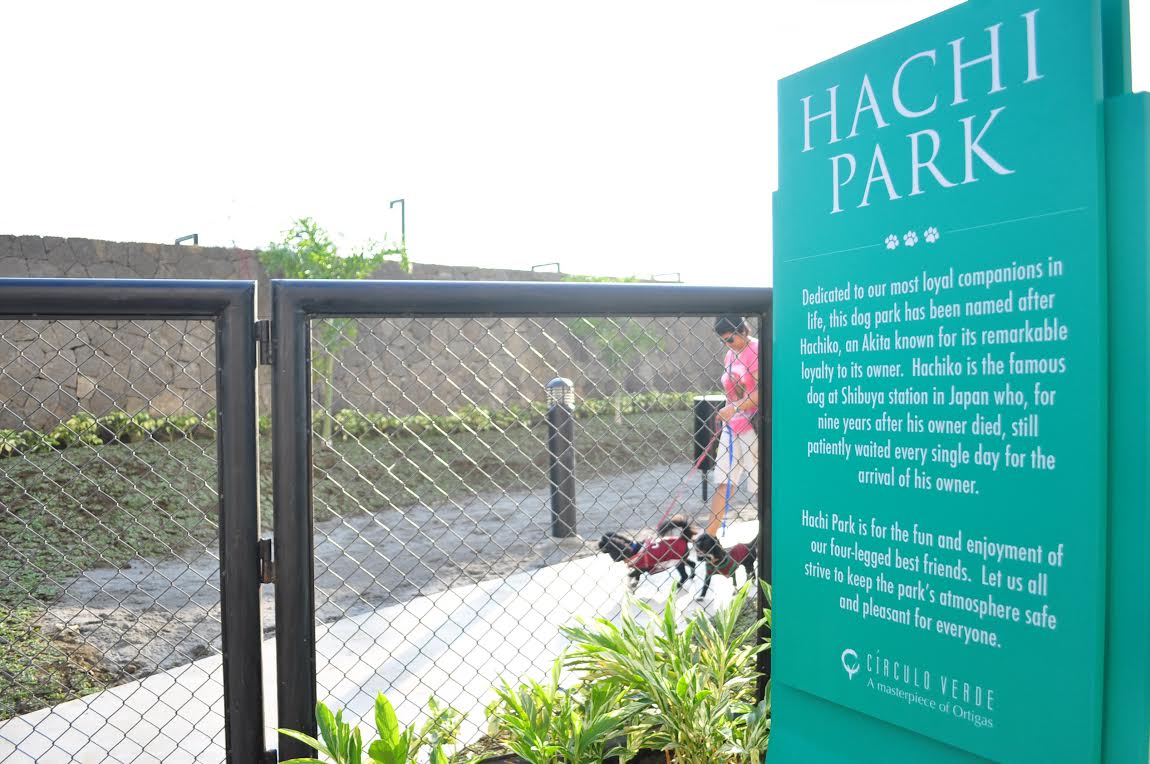 HACHI
PARK
Dedicated to our most loyal companions in
life, this dog park has been named after
Hachiko, an Akita known for its remarkable
loyalty to its owner. Hachiko is the famous
dog at Shibuya station in Japan who, for
nine years after his owner died, still
patiently waited every single day for the
arrival of his owner.
Hachi Park is for the fun and enjoyment of
our four-legged best friends. Let us all
strive to keep the park's atmosphere safe
and pleasant for everyone.
CÍRCULO VERDE
A masterpiece of Ortigas